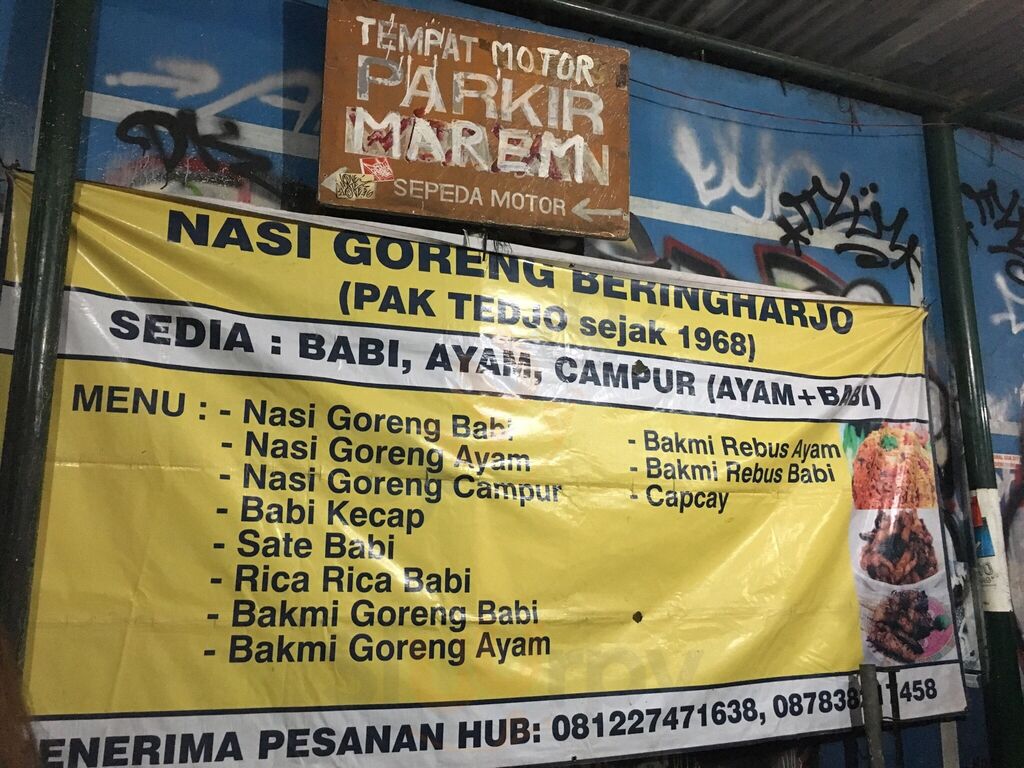 TEMPAT MOTOR
PARKIR
MAREM
SEPEDA MOTOR
NASI GORENG BERINGHARJO
(PAK TEDJO sejak 1968)
SEDIA : BABI, AYAM, CAMPUR (AYAM+BABI)
MENU : - Nasi Goreng Babi
- Nasi Goreng Ayam
- Nasi Goreng Campur
- Babi Kecap
- Sate Babi
- Rica Rica Babi
- Bakmi Goreng Babi
- Bakmi Goreng Ayam
- Bakmi Rebus Ayam
- Bakmi Rebus Babi
- Capcay
ENERIMA PESANAN HUB: 081227471638,